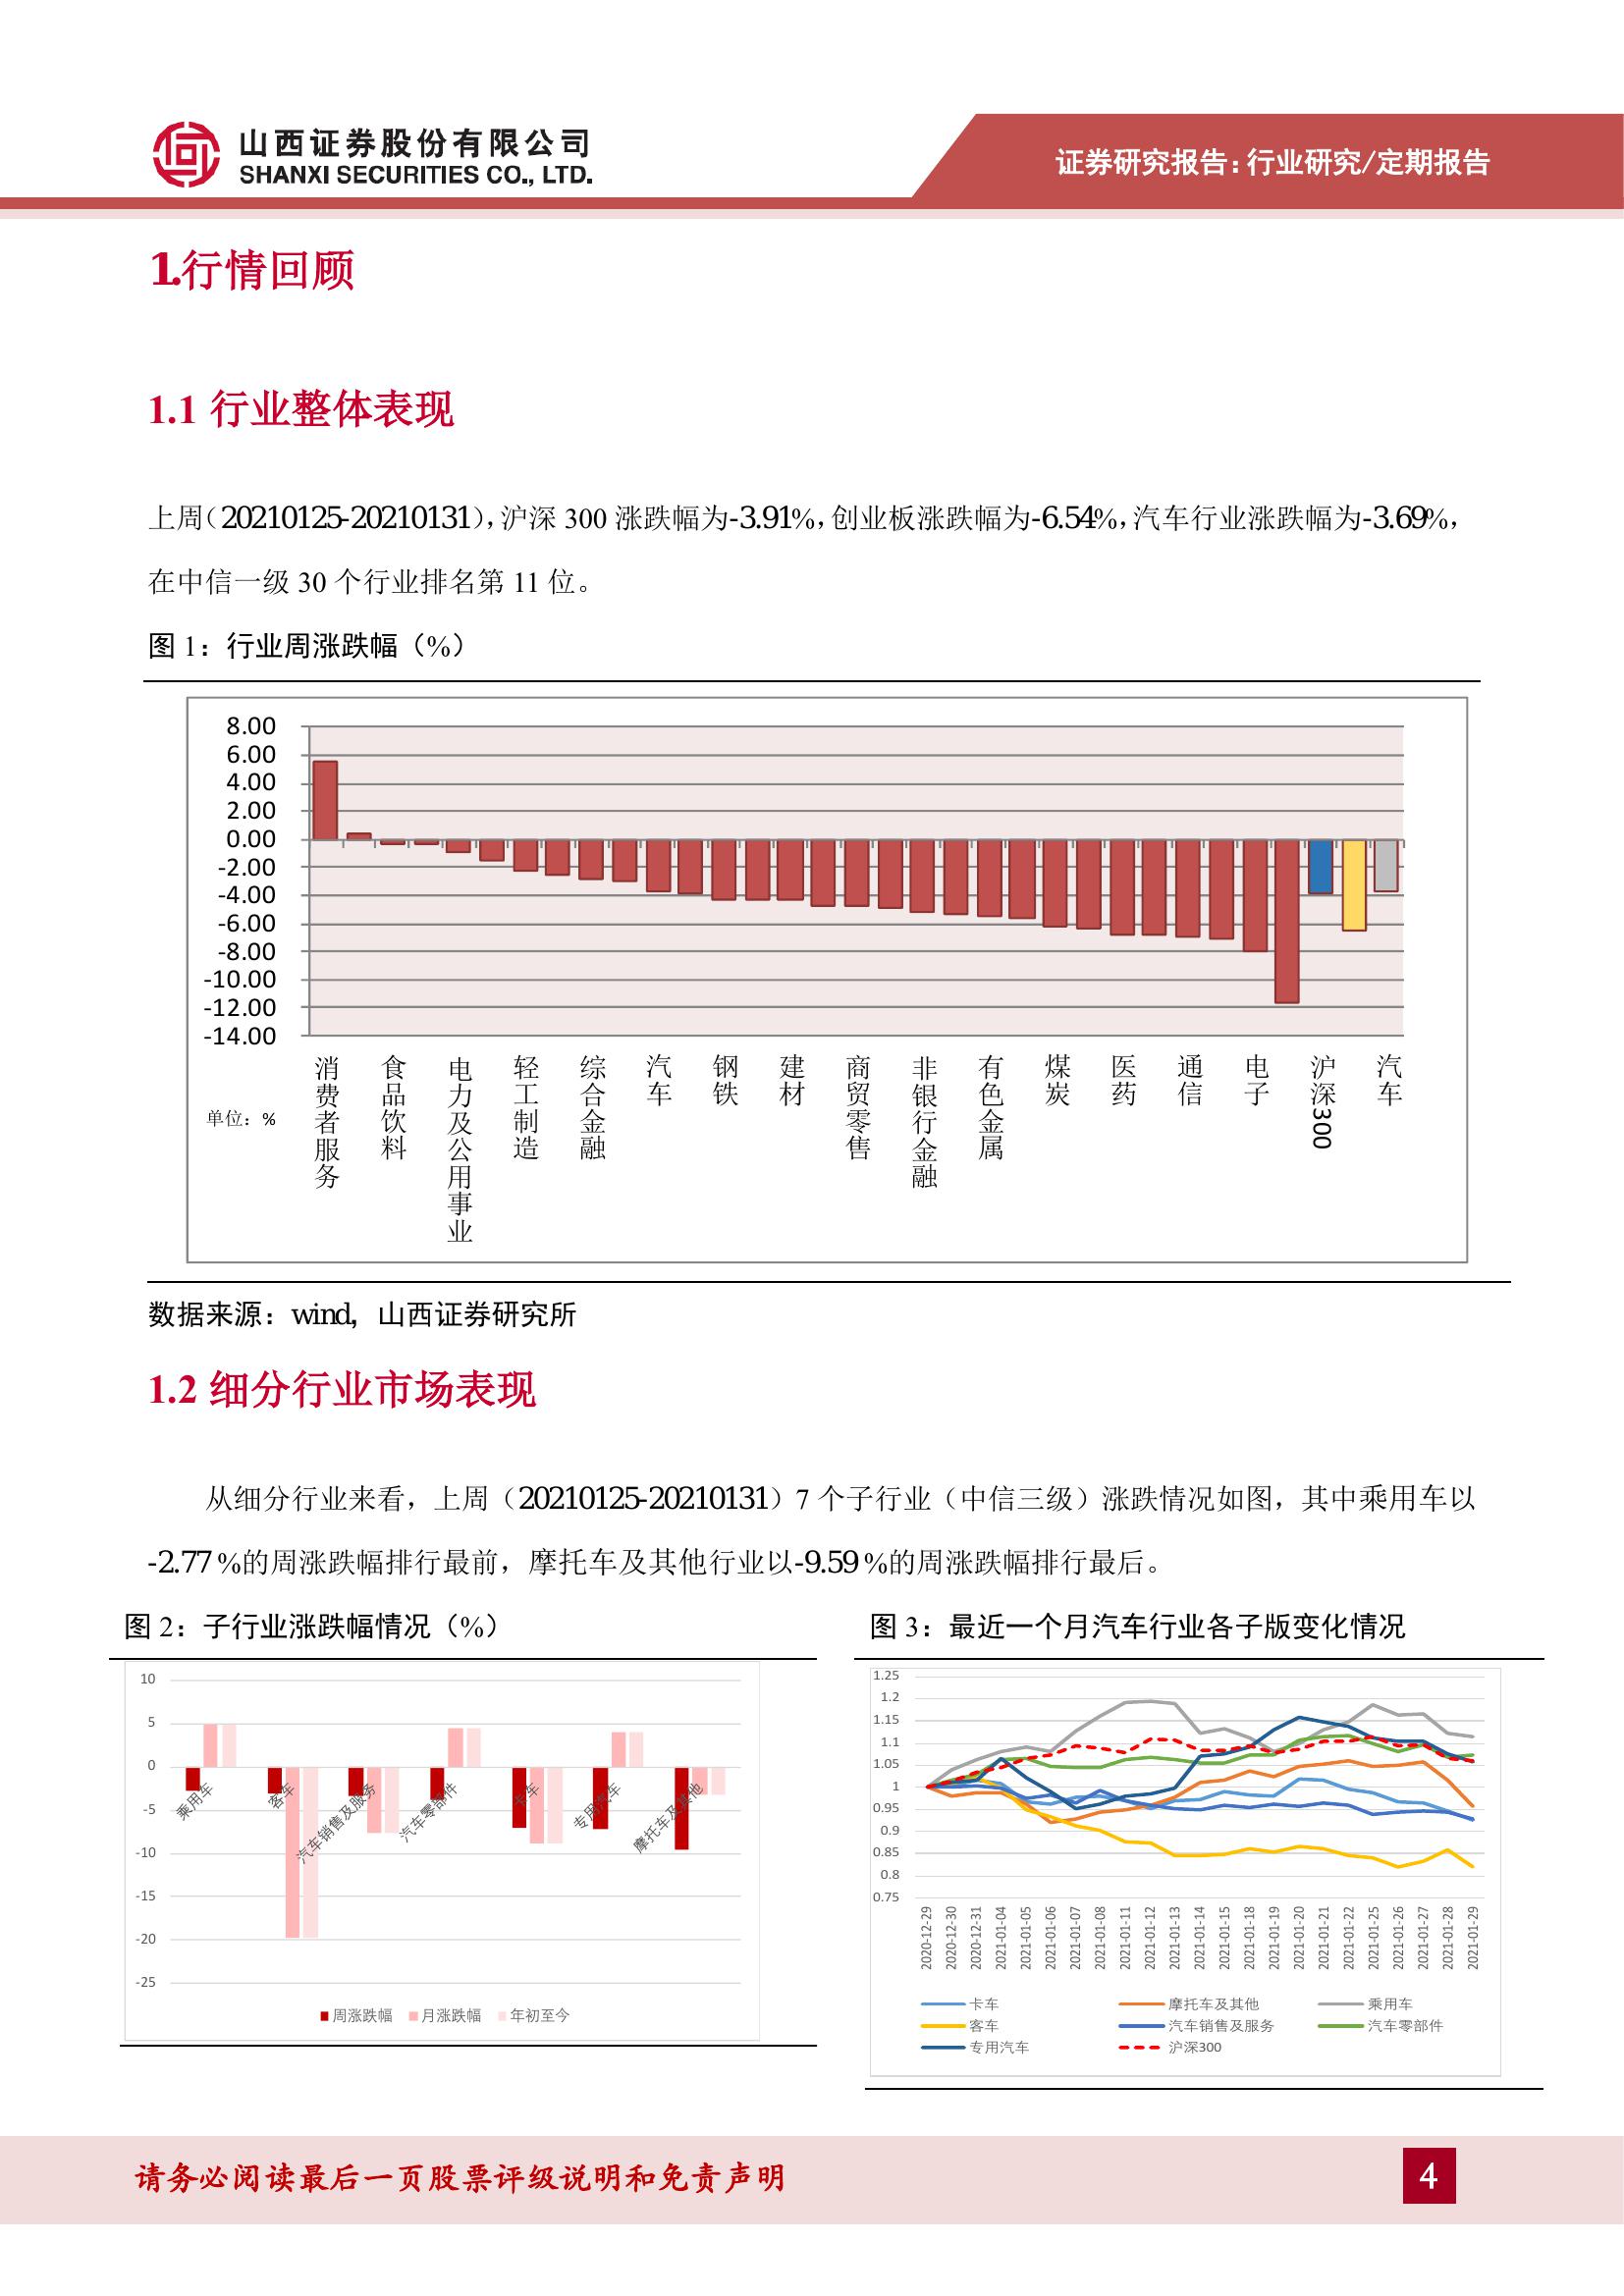 山西证券股份有限公司
SHANXI SECURITIES CO., LTD.
证券研究报告：行业研究/定期报告
1.行情回顾
1.1 行业整体表现
上周（20210125-20210131），沪深 300 涨跌幅为-3.91%，创业板涨跌幅为-6.54%，汽车行业涨跌幅为-3.69%，
在中信一级 30 个行业排名第 11 位。
图 1：行业周涨跌幅（%）
8.00
6.00
4.00
2.00
0.00
-2.00
-4.00
-6.00
-8.00
-10.00
-12.00
-14.00
单位：%
消费者服务
食品饮料
电力及公用事业
轻工制造
综合金融
汽车
钢铁
建材
商贸零售
非银行金融
有色金属
煤炭
医药
通信
电子
沪深300
汽车
数据来源：wind，山西证券研究所
1.2 细分行业市场表现
从细分行业来看，上周（20210125-20210131）7 个子行业（中信三级）涨跌情况如图，其中乘用车以
-2.77 %的周涨跌幅排行最前，摩托车及其他行业以-9.59 %的周涨跌幅排行最后。
图 2：子行业涨跌幅情况（%）
10
5
0
-5
-10
-15
-20
-25
乘用车
客车
汽车销售及服务
汽车零部件
卡车
专用汽车
摩托车及其他
周涨跌幅 月涨跌幅 年初至今
图 3：最近一个月汽车行业各子版变化情况
1.25
1.2
1.15
1.1
1.05
1
0.95
0.9
0.85
0.8
0.75
2020-12-29
2020-12-30
2020-12-31
2021-01-04
2021-01-05
2021-01-06
2021-01-07
2021-01-08
2021-01-11
2021-01-12
2021-01-13
2021-01-14
2021-01-15
2021-01-18
2021-01-19
2021-01-20
2021-01-21
2021-01-22
2021-01-25
2021-01-26
2021-01-27
2021-01-28
2021-01-29
卡车 摩托车及其他 乘用车
客车 汽车销售及服务 汽车零部件
专用汽车 沪深300
请务必阅读最后一页股票评级说明和免责声明
4